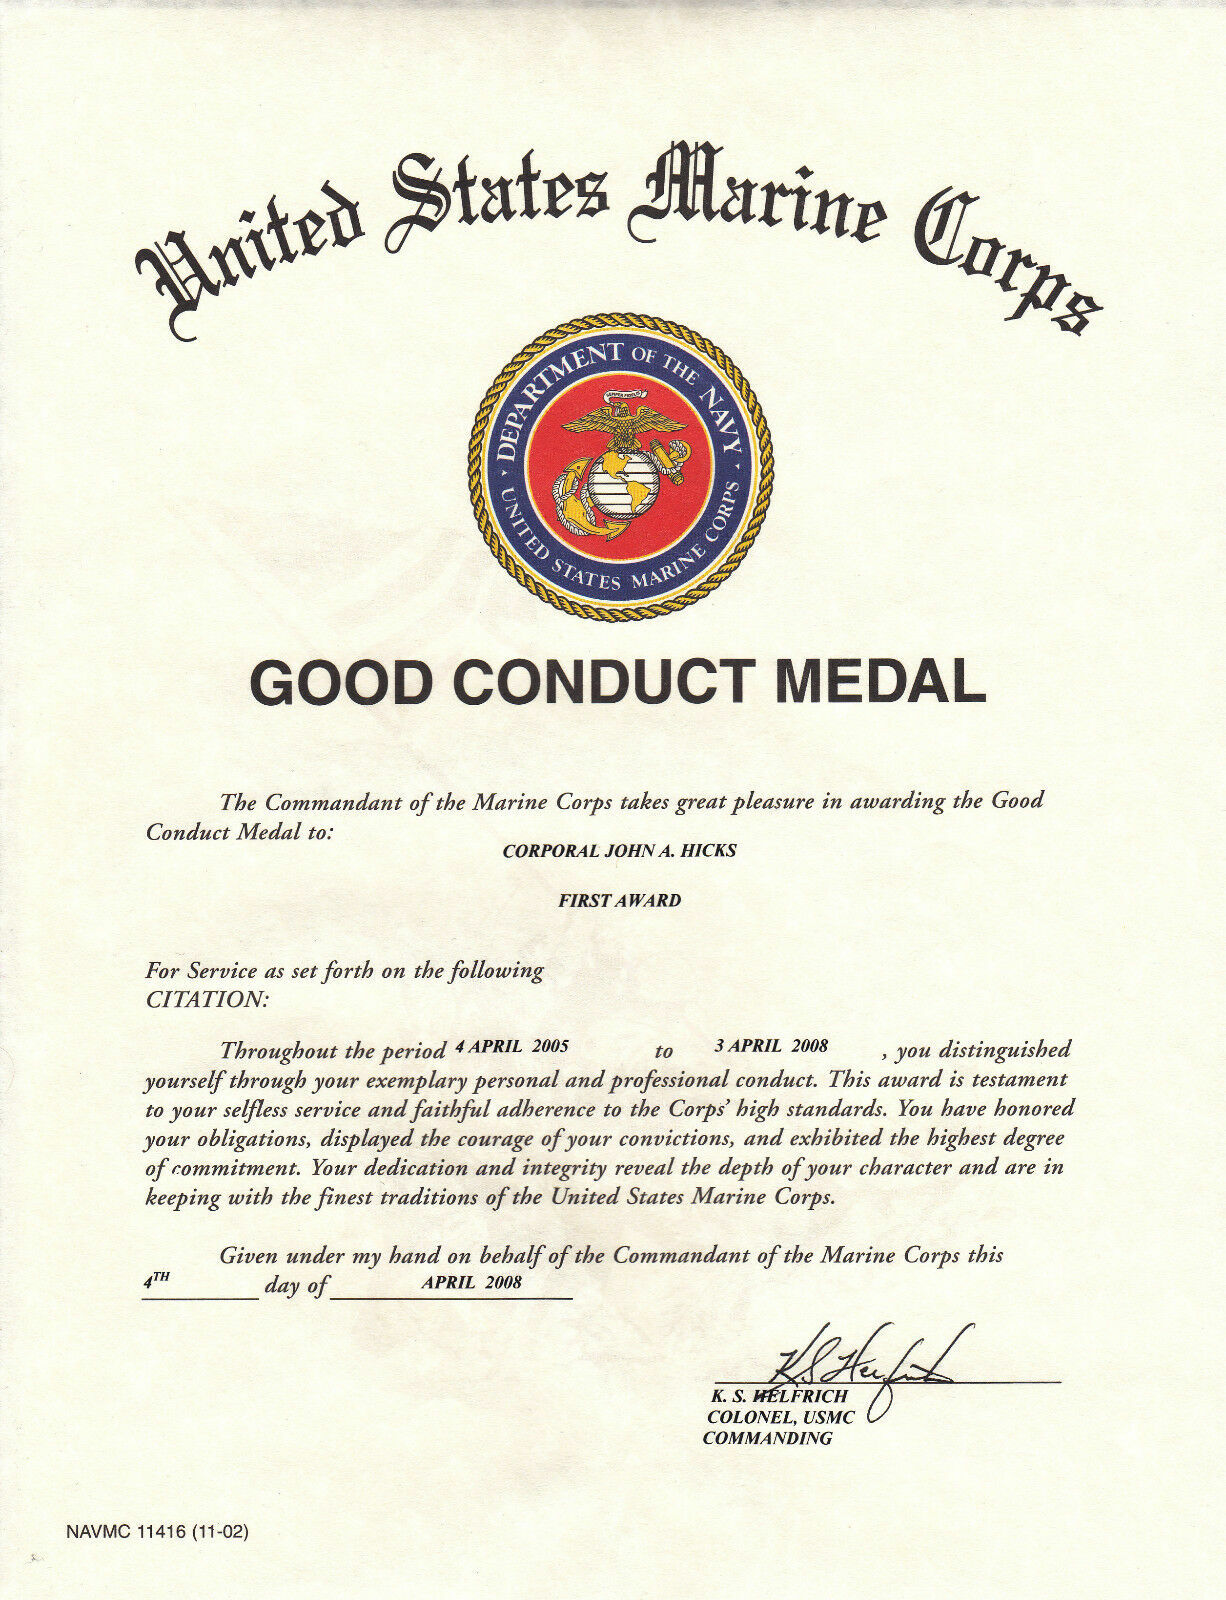 United States Marine Corps
DEPARTMENT OF THE NAVY
UNITED STATES MARINE CORPS
SEMPER FIDELIS
GOOD CONDUCT MEDAL
The Commandant of the Marine Corps takes great pleasure in awarding the Good
Conduct Medal to:
CORPORAL JOHN A. HICKS
FIRST AWARD
For Service as set forth on the following
CITATION:
Throughout the period 4 APRIL 2005 to 3 APRIL 2008 , you distinguished
yourself through your exemplary personal and professional conduct. This award is testament
to your selfless service and faithful adherence to the Corps' high standards. You have honored
your obligations, displayed the courage of your convictions, and exhibited the highest degree
of commitment. Your dedication and integrity reveal the depth of your character and are in
keeping with the finest traditions of the United States Marine Corps.
Given under my hand on behalf of the Commandant of the Marine Corps this
4TH day of APRIL 2008
K S Helfrich
K. S. HELFRICH
COLONEL, USMC
COMMANDING
NAVMC 11416 (11-02)